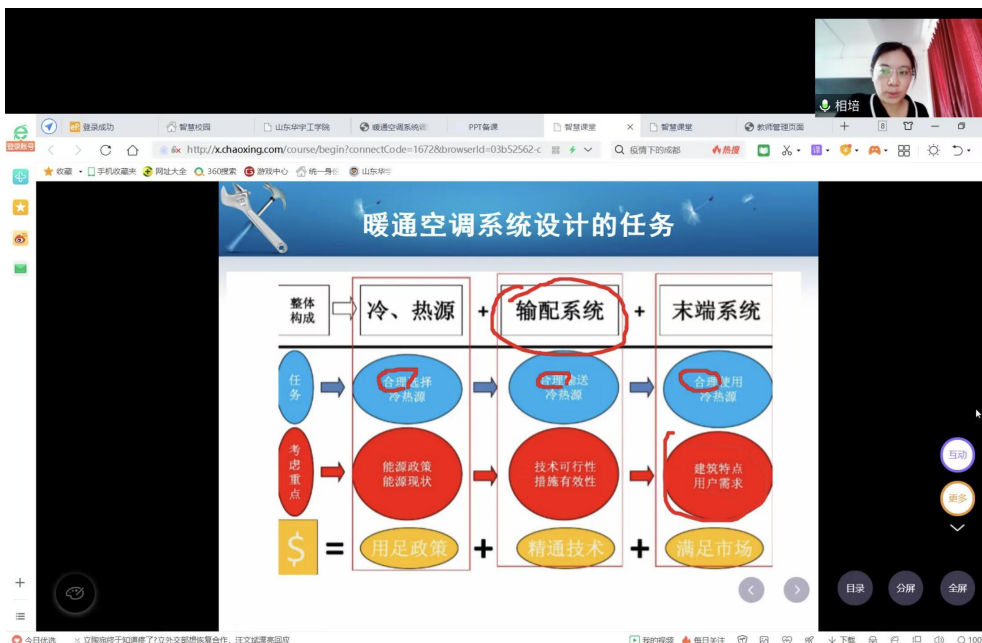 相培
登录成功
智慧校园
山东华宇工学院
暖通空调系统
PPT备课
智慧课堂
智慧课堂
教师管理页面
8
登录账号
http://x.chaoxing.com/course/begin?connectCode=1672&browserId=03b52562-c
疫情下的成都
热搜
译
收藏
手机收藏夹
网址大全
360搜索
游戏中心
统一身
山东华
暖通空调系统设计的任务
整体
构成
冷、热源
+
输配系统
+
末端系统
任
务
合理选择
冷热源
合理输送
冷热源
合理使用
冷热源
考
虑
重
点
能源政策
能源现状
技术可行性
措施有效性
建筑特点
用户需求
$ = 用足政策 + 精通技术 + 满足市场
互动
更多
目录
分屏
全屏
今日优选
我的视频
每日关注
下载
100